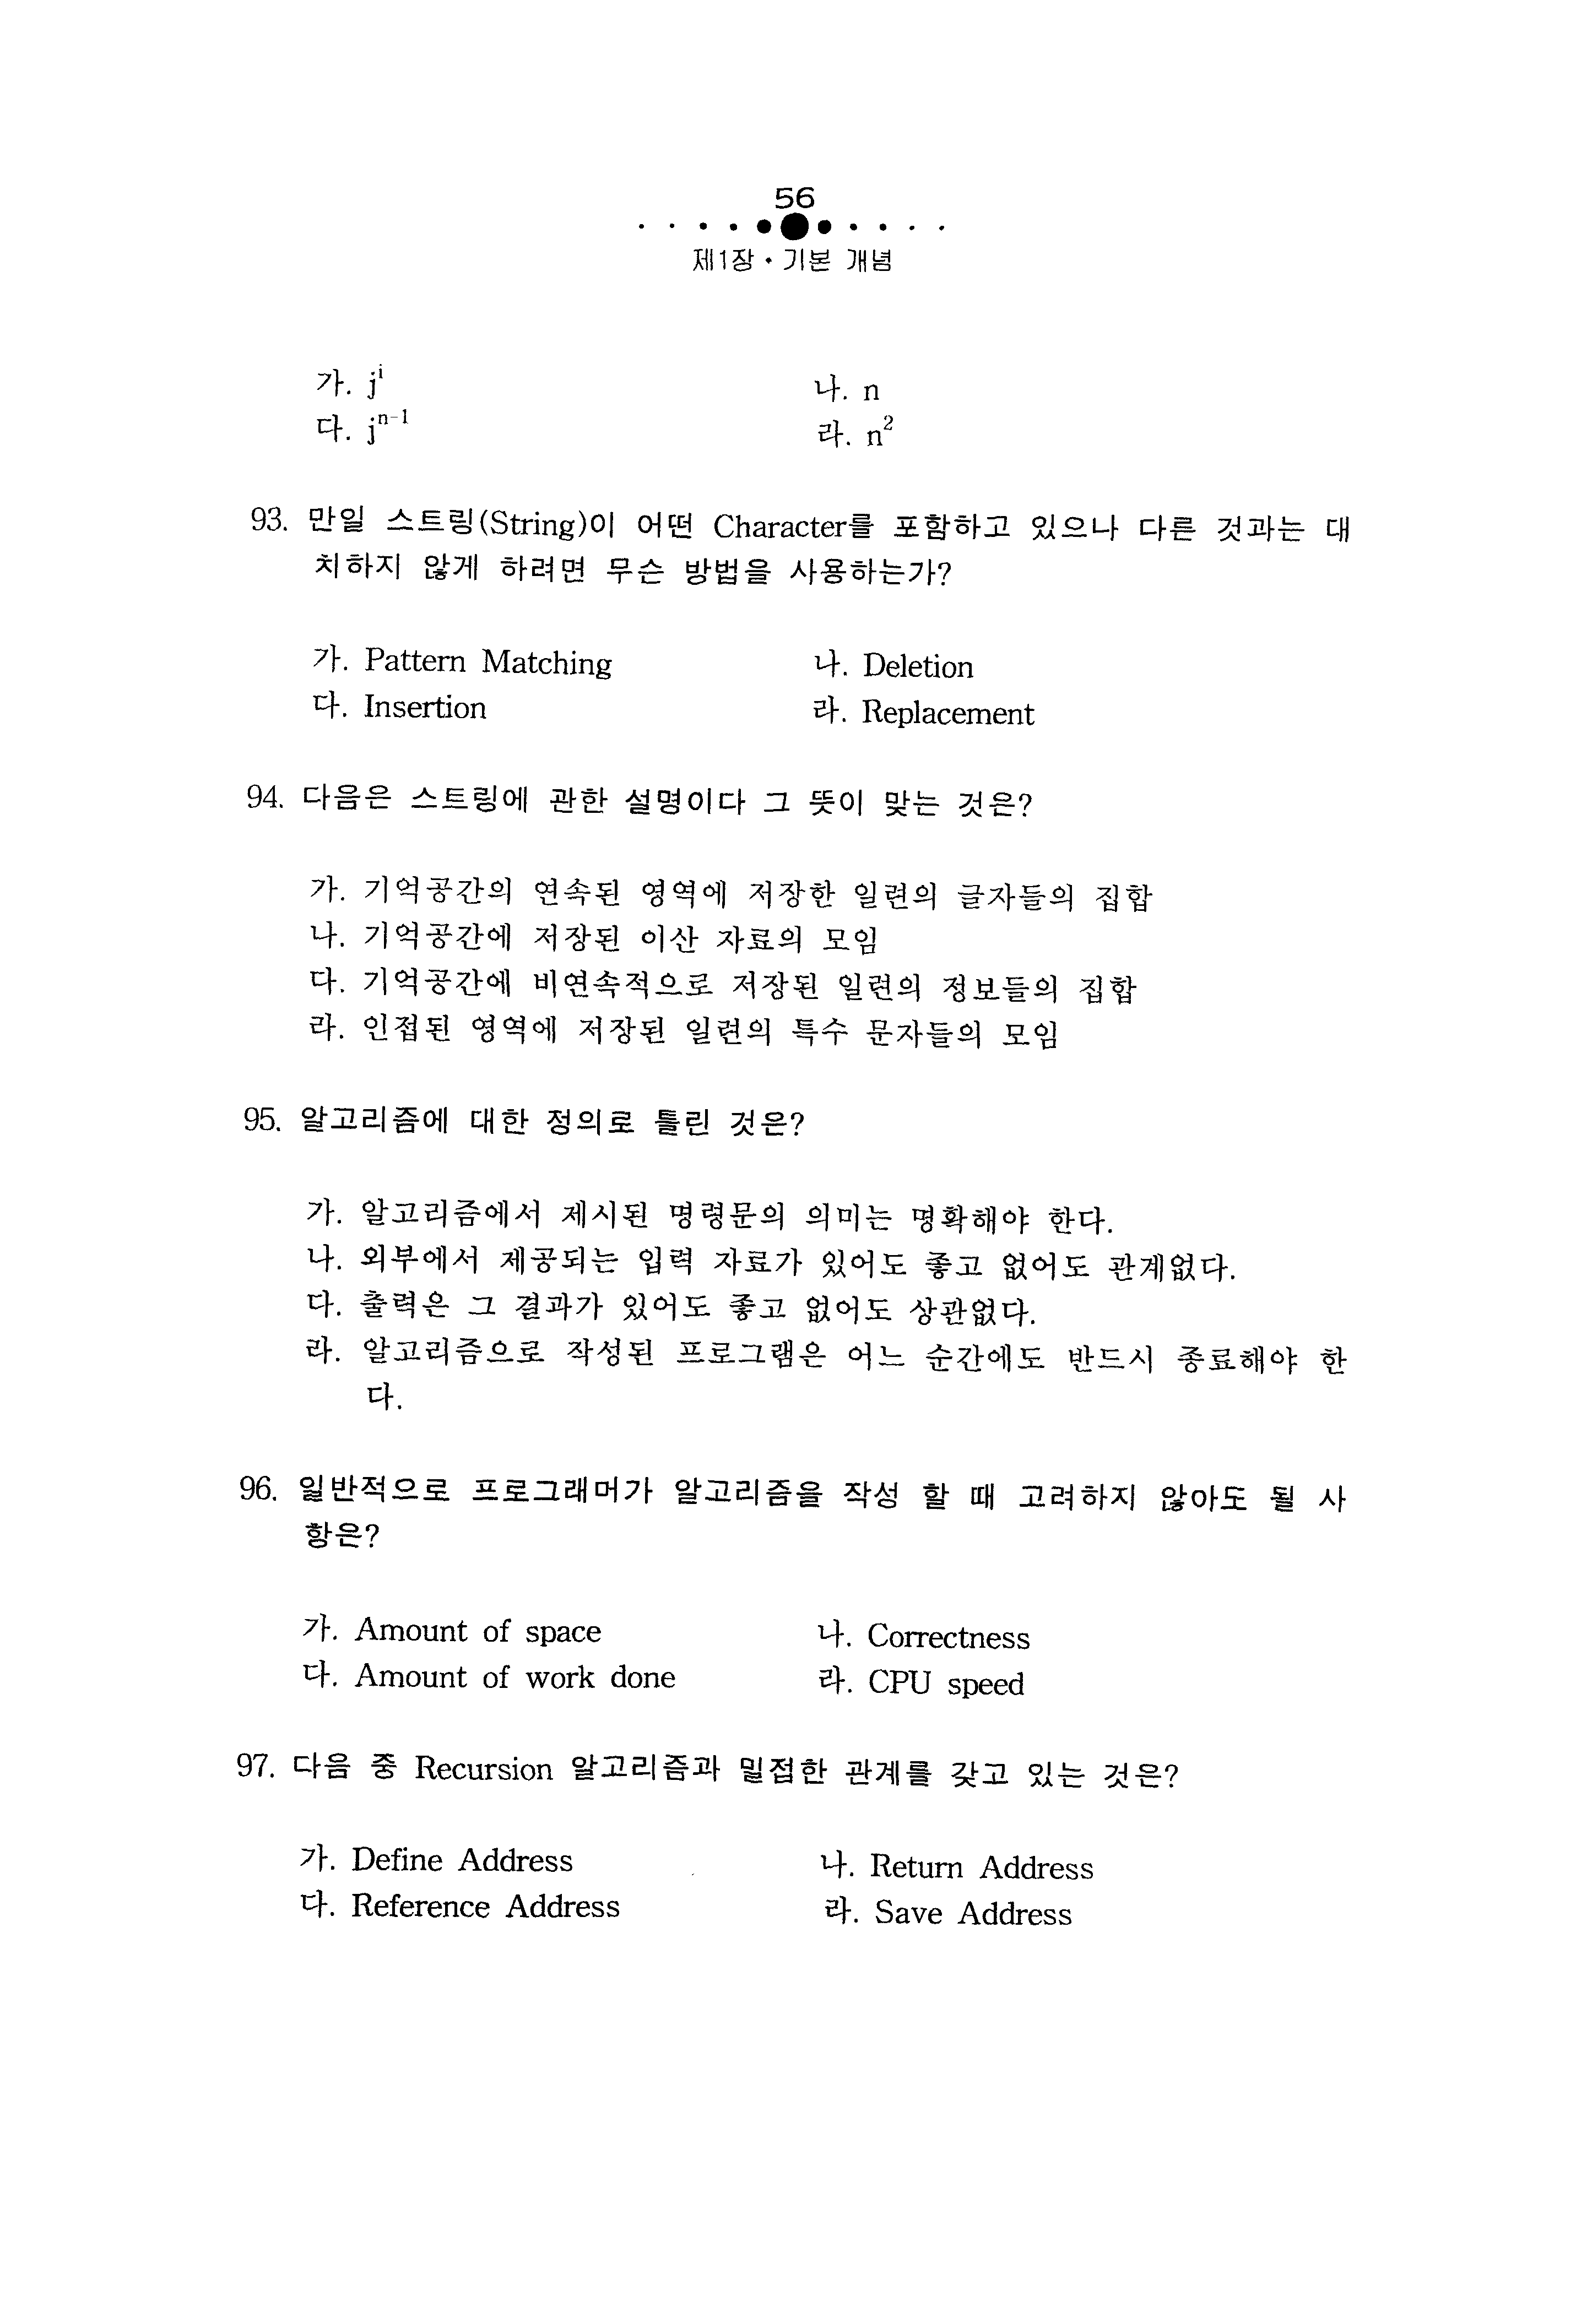 56
제1장 · 기본 개념
가. jⁱ 나. n
다. jⁿ⁻¹ 라. n²
93. 만일 스트링(String)이 어떤 Character를 포함하고 있으나 다른 것과는 대
치하지 않게 하려면 무슨 방법을 사용하는가?
가. Pattern Matching 나. Deletion
다. Insertion 라. Replacement
94. 다음은 스트링에 관한 설명이다 그 뜻이 맞는 것은?
가. 기억공간의 연속된 영역에 저장한 일련의 글자들의 집합
나. 기억공간에 저장된 이산 자료의 모임
다. 기억공간에 비연속적으로 저장된 일련의 정보들의 집합
라. 인접된 영역에 저장된 일련의 특수 문자들의 모임
95. 알고리즘에 대한 정의로 틀린 것은?
가. 알고리즘에서 제시된 명령문의 의미는 명확해야 한다.
나. 외부에서 제공되는 입력 자료가 있어도 좋고 없어도 관계없다.
다. 출력은 그 결과가 있어도 좋고 없어도 상관없다.
라. 알고리즘으로 작성된 프로그램은 어느 순간에도 반드시 종료해야 한
다.
96. 일반적으로 프로그래머가 알고리즘을 작성 할 때 고려하지 않아도 될 사
항은?
가. Amount of space 나. Correctness
다. Amount of work done 라. CPU speed
97. 다음 중 Recursion 알고리즘과 밀접한 관계를 갖고 있는 것은?
가. Define Address 나. Return Address
다. Reference Address 라. Save Address